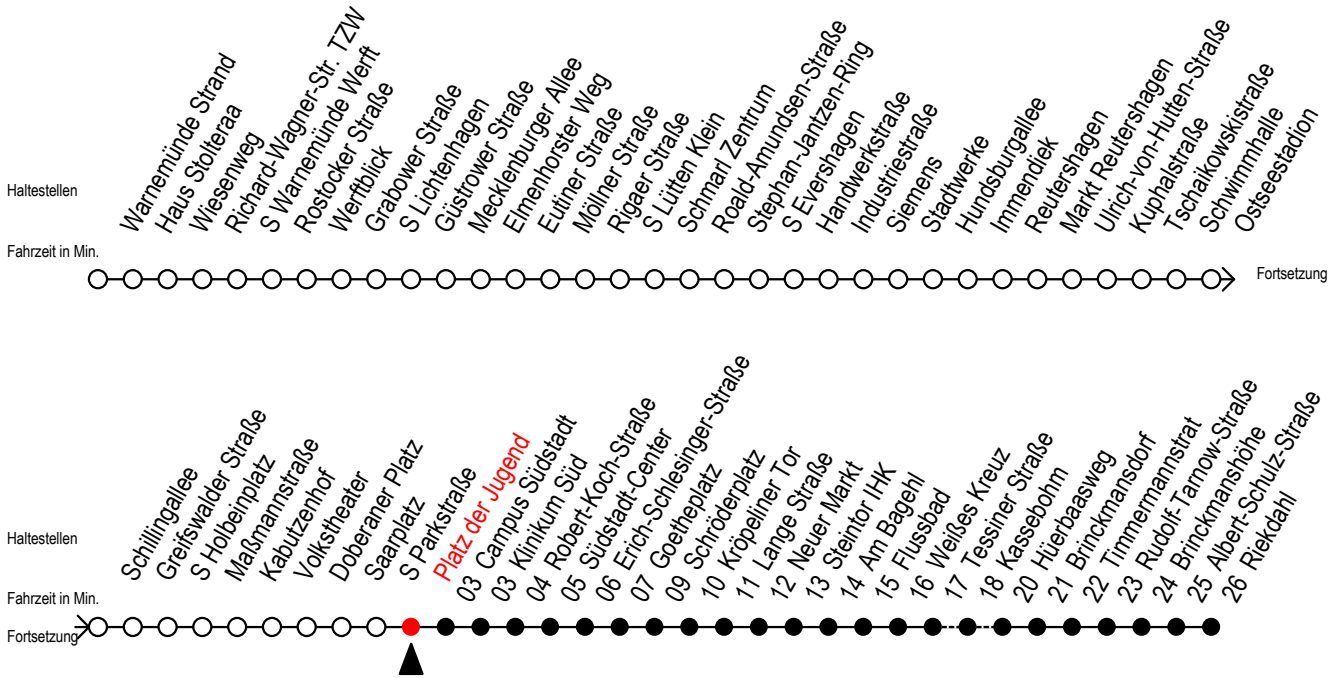 Warnemünde Strand
Haus Stolteraa
Wiesenweg
Richard-Wagner-Str. TZW
S Warnemünde Werft
Rostocker Straße
Werftblick
Grabower Straße
S Lichtenhagen
Güstrower Straße
Mecklenburger Allee
Elmenhorster Weg
Eutiner Straße
Möllner Straße
Rigaer Straße
S Lütten Klein
Schmarl Zentrum
Roald-Amundsen-Straße
Stephan-Jantzen-Ring
S Evershagen
Handwerkstraße
Industriestraße
Siemens
Stadtwerke
Hundsburgallee
Immendiek
Reutershagen
Markt Reutershagen
Ulrich-von-Hutten-Straße
Kuphalstraße
Tschaikowskistraße
Schwimmhalle
Ostseestadion
Haltestellen
Fahrzeit in Min.
Fortsetzung
Schillingallee
Greifswalder Straße
S Holbeinplatz
Maßmannstraße
Kabutzenhof
Volkstheater
Doberaner Platz
Saarplatz
S Parkstraße
Platz der Jugend
03 Campus Südstadt
03 Klinikum Süd
04 Robert-Koch-Straße
05 Südstadt-Center
06 Erich-Schlesinger-Straße
07 Goetheplatz
09 Schröderplatz
10 Kröpeliner Tor
11 Lange Straße
12 Neuer Markt
13 Steintor IHK
14 Am Bagehl
15 Flussbad
16 Weißes Kreuz
17 Tessiner Straße
18 Kassebohm
20 Hüerbaasweg
21 Brinckmansdorf
22 Timmermannstrat
23 Rudolf-Tarnow-Straße
24 Brinckmanshöhe
25 Albert-Schulz-Straße
26 Riekdahl
Haltestellen
Fahrzeit in Min.
Fortsetzung